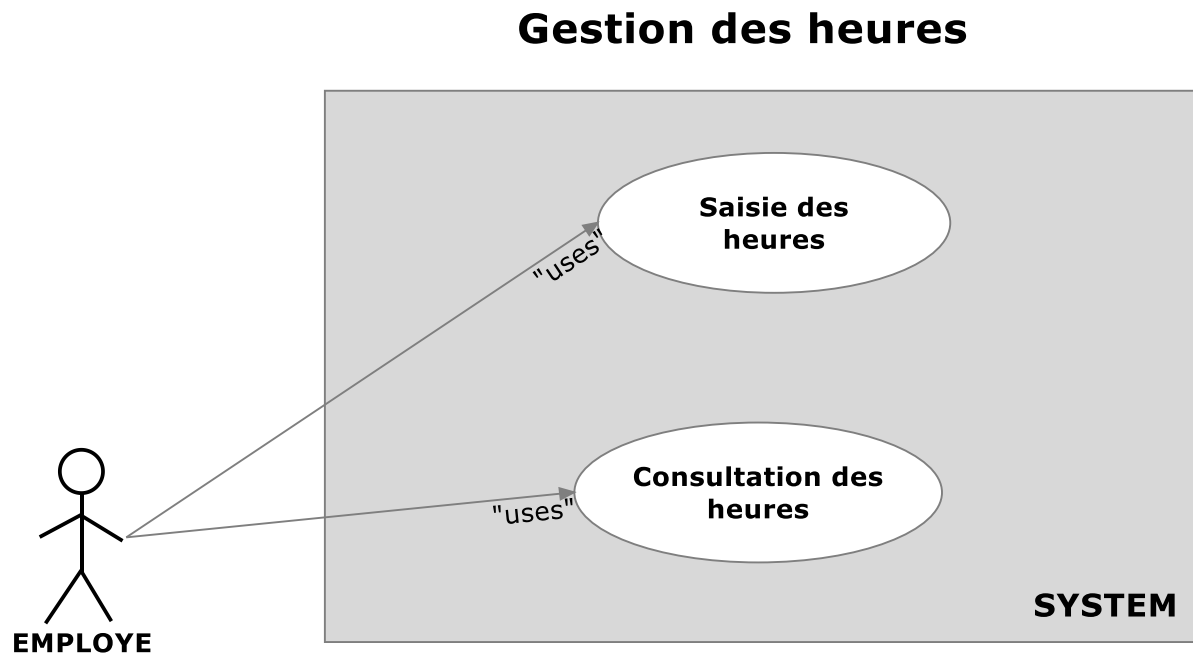 Gestion des heures
Saisie des
heures
"uses"
Consultation des
heures
"uses"
SYSTEM
EMPLOYE